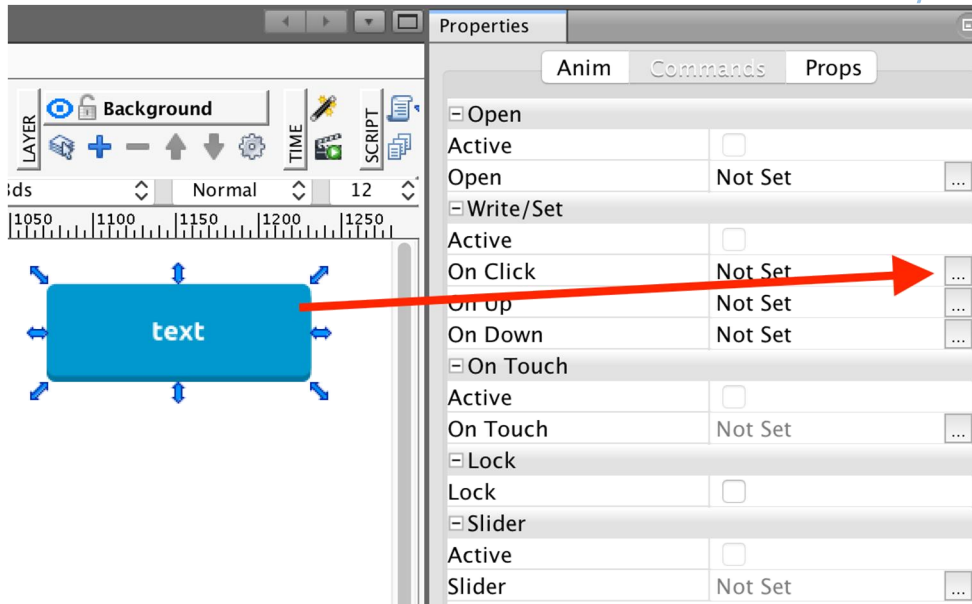 Properties
Anim Commands Props
LAYER
Background
TIME
SCRIPT
Normal 12
1050 1100 1150 1200 1250
text
Open
Active
Open Not Set ...
Write/Set
Active
On Click Not Set ...
On Up Not Set ...
On Down Not Set ...
On Touch
Active
On Touch Not Set ...
Lock
Lock
Slider
Active
Slider Not Set ...